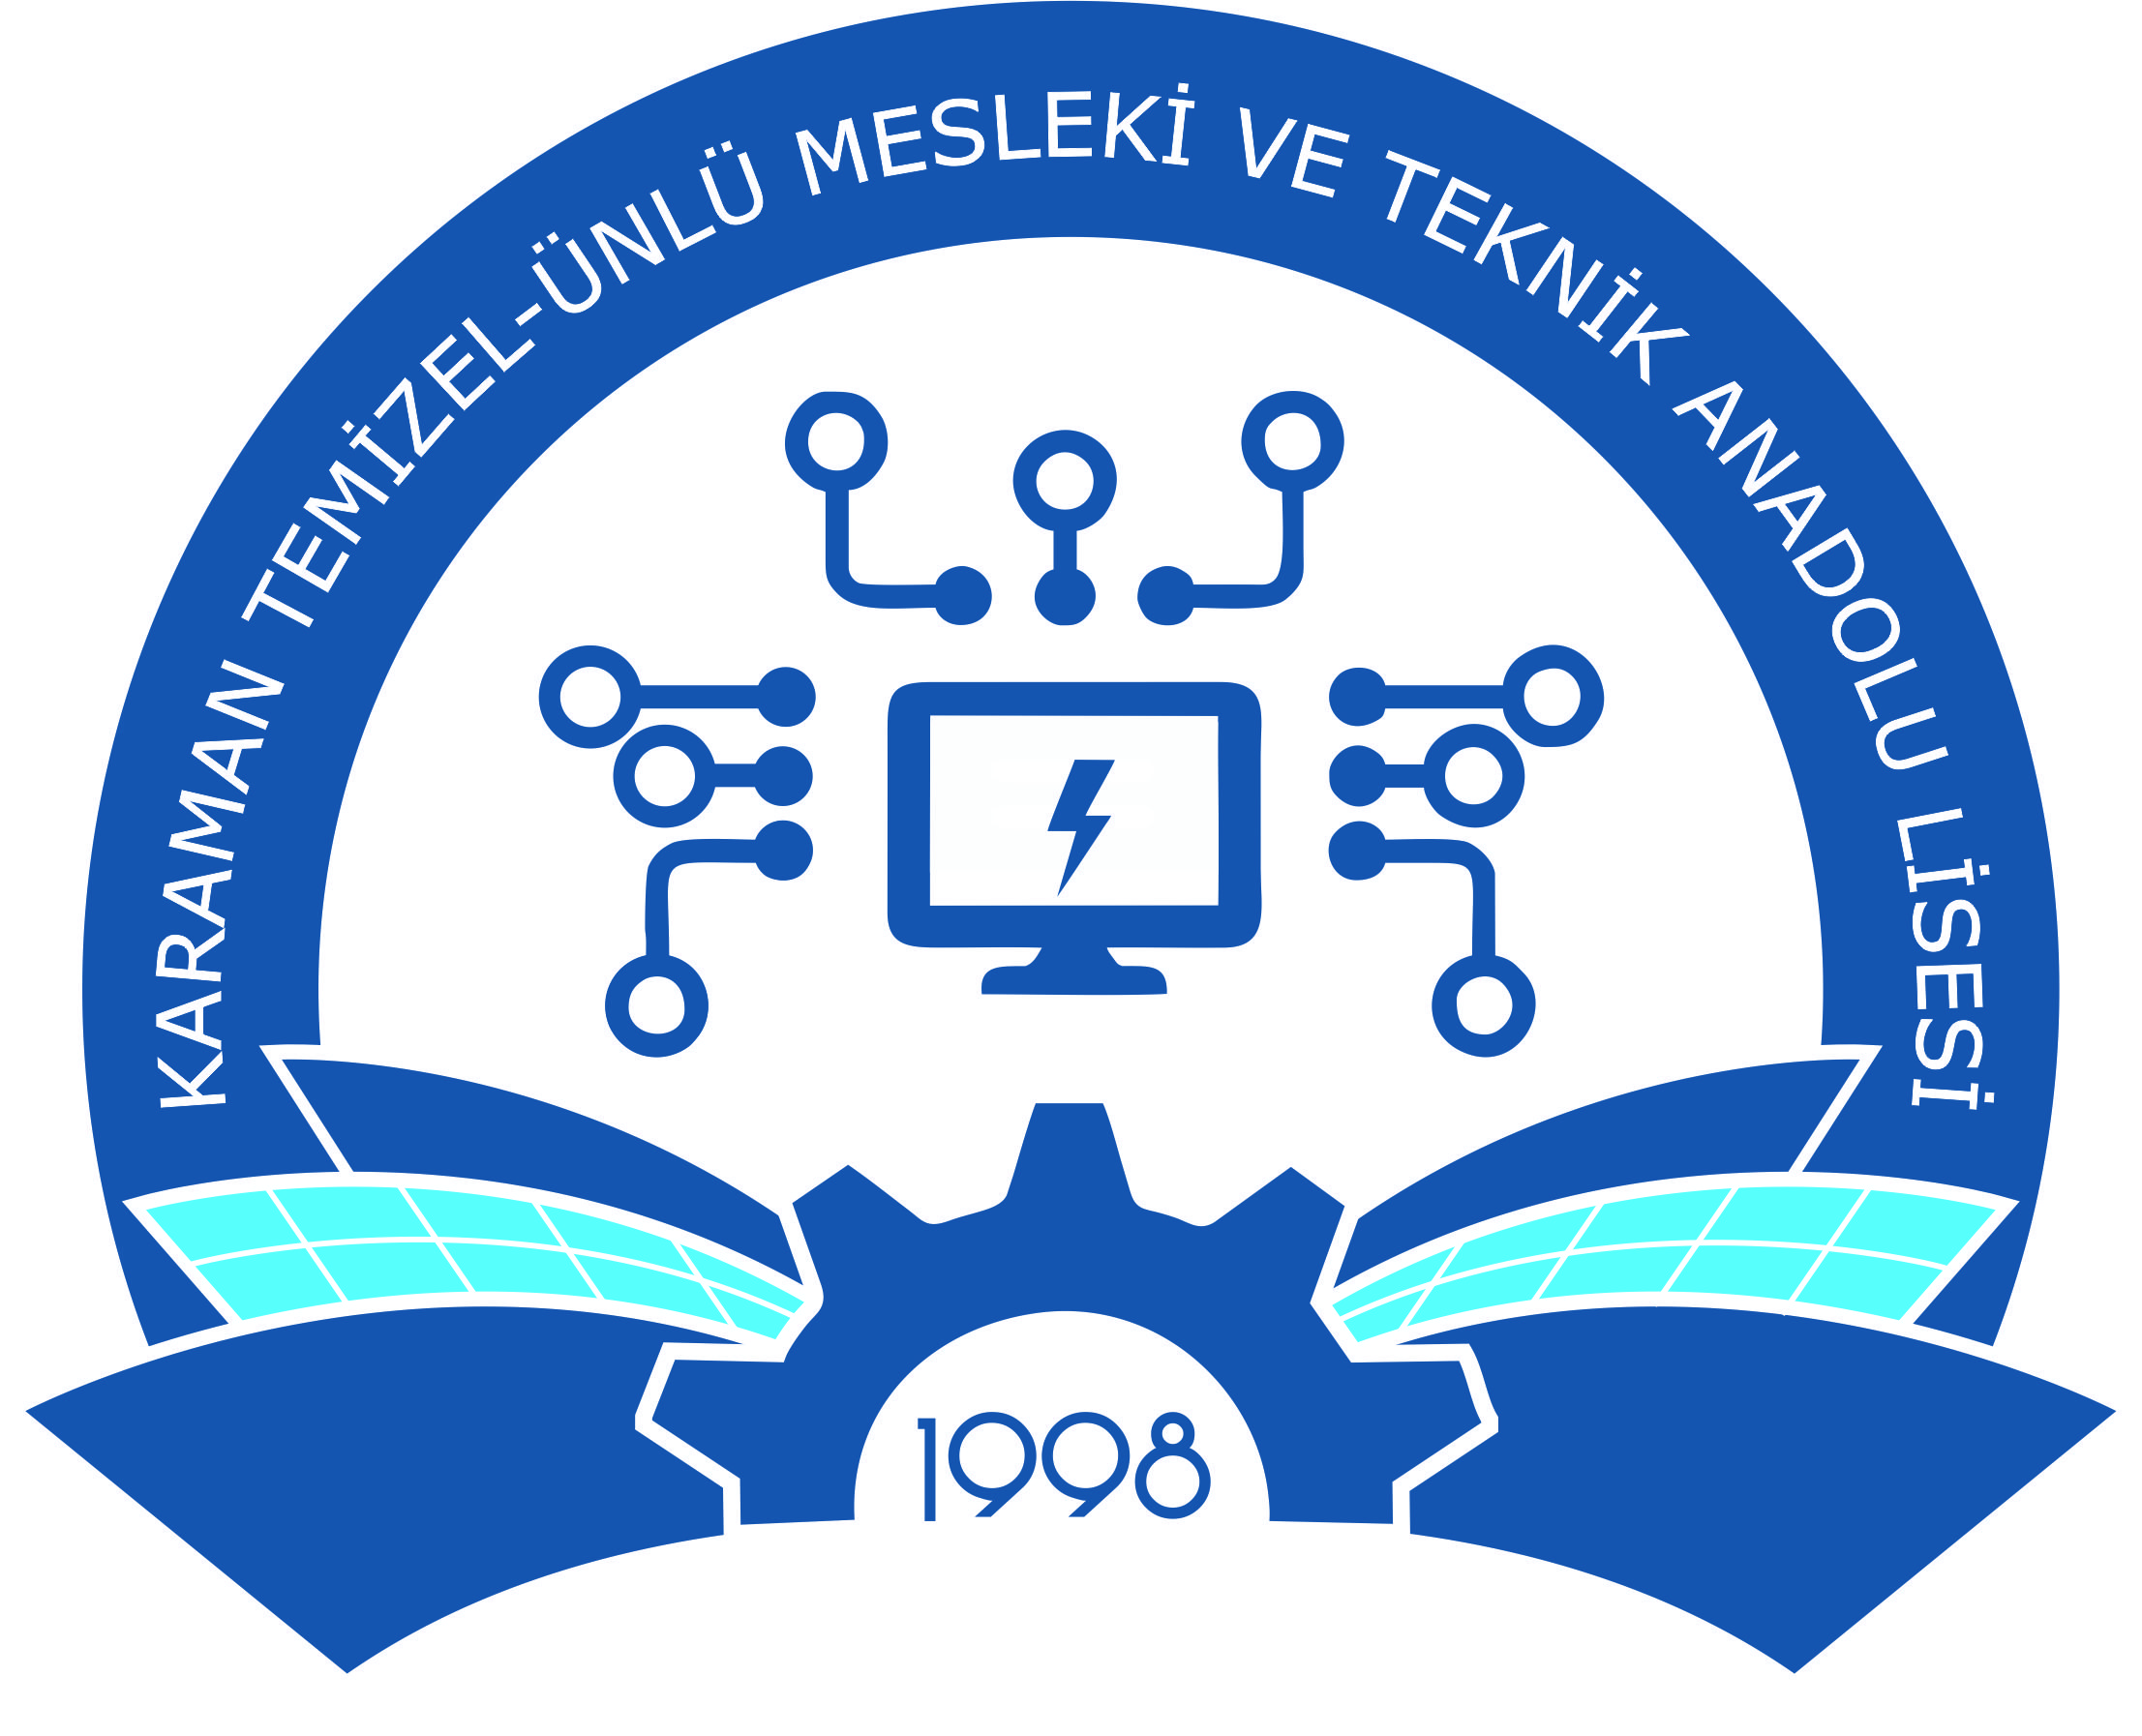 KARAMAN TEMİZEL-ÜNLÜ MESLEKİ VE TEKNİK ANADOLU LİSESİ
1998